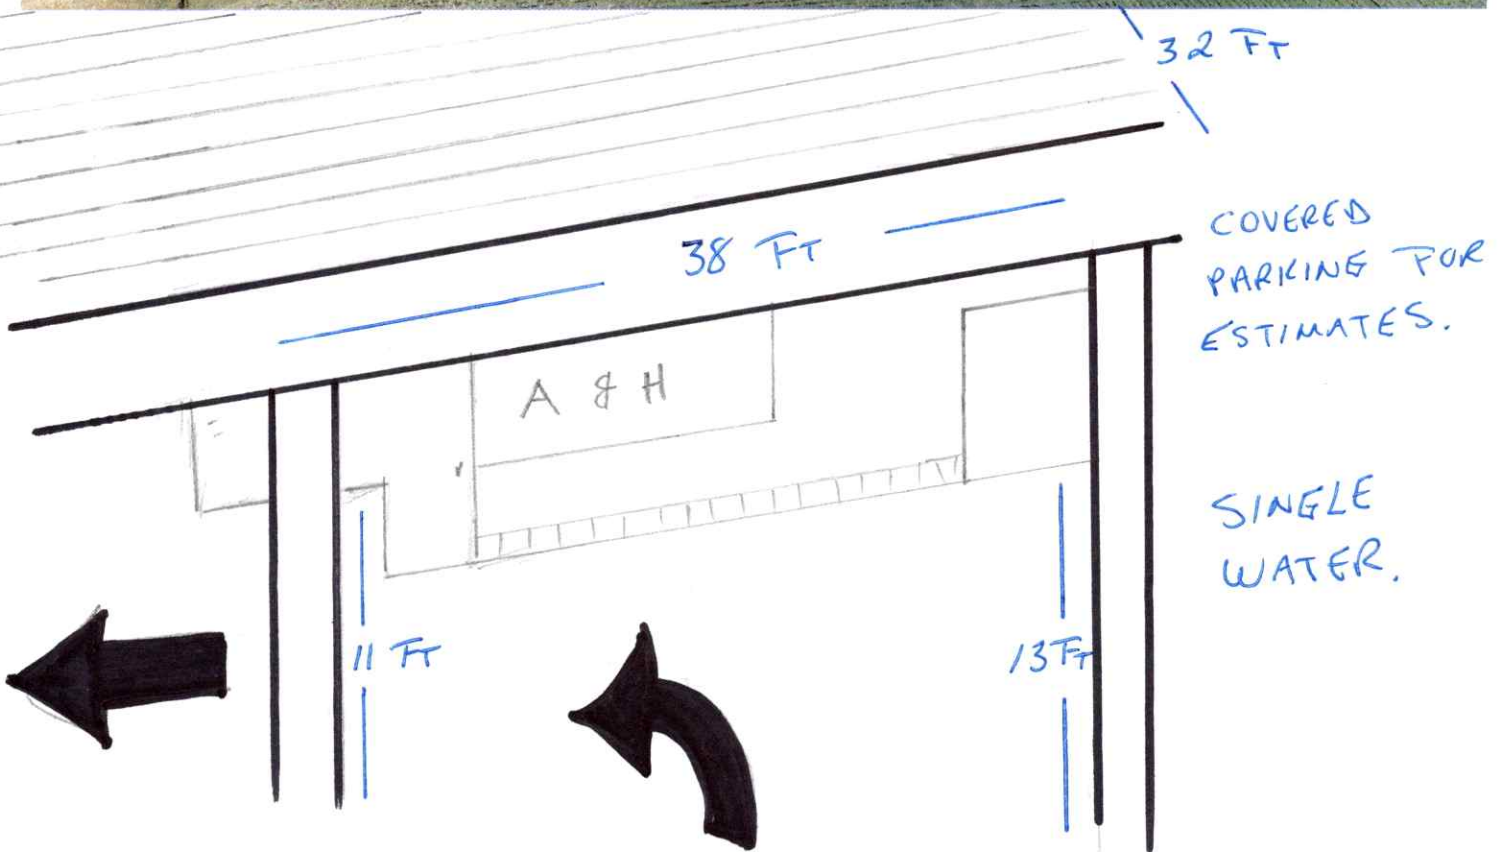 32 FT
38 FT
COVERED
PARKING FOR
ESTIMATES.
A & H
SINGLE
WATER.
11 FT
13 FT